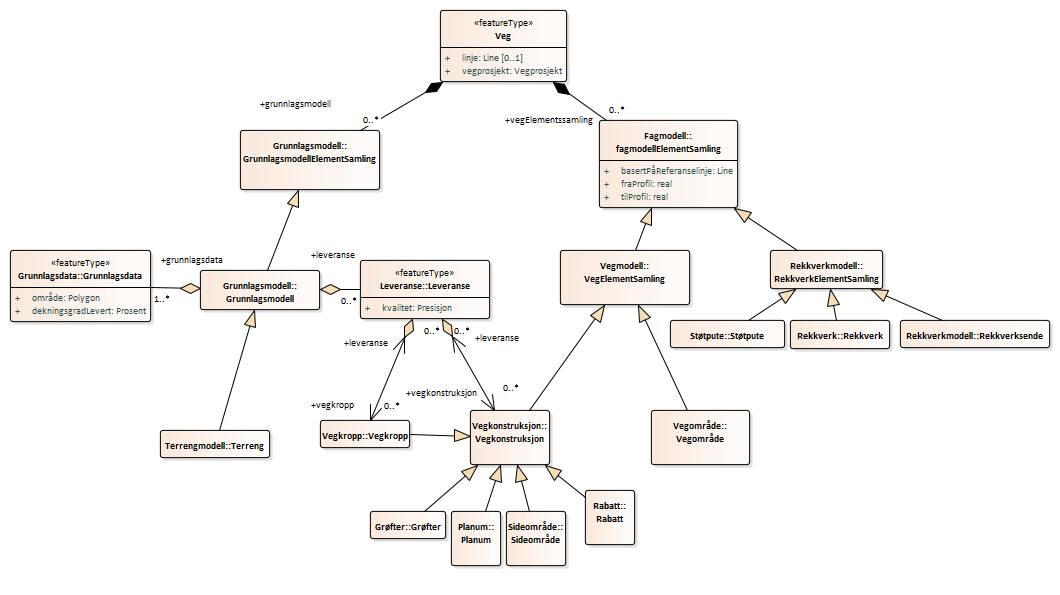 «featureType»
Veg
+ linje: Line [0..1]
+ vegprosjekt: Vegprosjekt
+grunnlagsmodell
0..*
0..*
+vegElementssamling
Grunnlagsmodell::
GrunnlagsmodellElementSamling
Fagmodell::
fagmodellElementSamling
+ basertPåReferanselinje: Line
+ fraProfil: real
+ tilProfil: real
«featureType»
Grunnlagsdata::Grunnlagsdata
+ område: Polygon
+ dekningsgradLevert: Prosent
+grunnlagsdata
1..*
Grunnlagsmodell::
Grunnlagsmodell
+leveranse
0..*
«featureType»
Leveranse::Leveranse
+ kvalitet: Presisjon
Vegmodell::
VegElementSamling
Rekkverkmodell::
RekkverkElementSamling
Støtpute::Støtpute
Rekkverk::Rekkverk
Rekkverkmodell::Rekkverksende
+leveranse
0..*
0..*
+leveranse
+vegkropp
0..*
+vegkonstruksjon
0..*
Terrengmodell::Terreng
Vegkropp::Vegkropp
Vegkonstruksjon::
Vegkonstruksjon
Vegområde::
Vegområde
Grøfter::Grøfter
Planum::
Planum
Sideområde::
Sideområde
Rabatt::
Rabatt